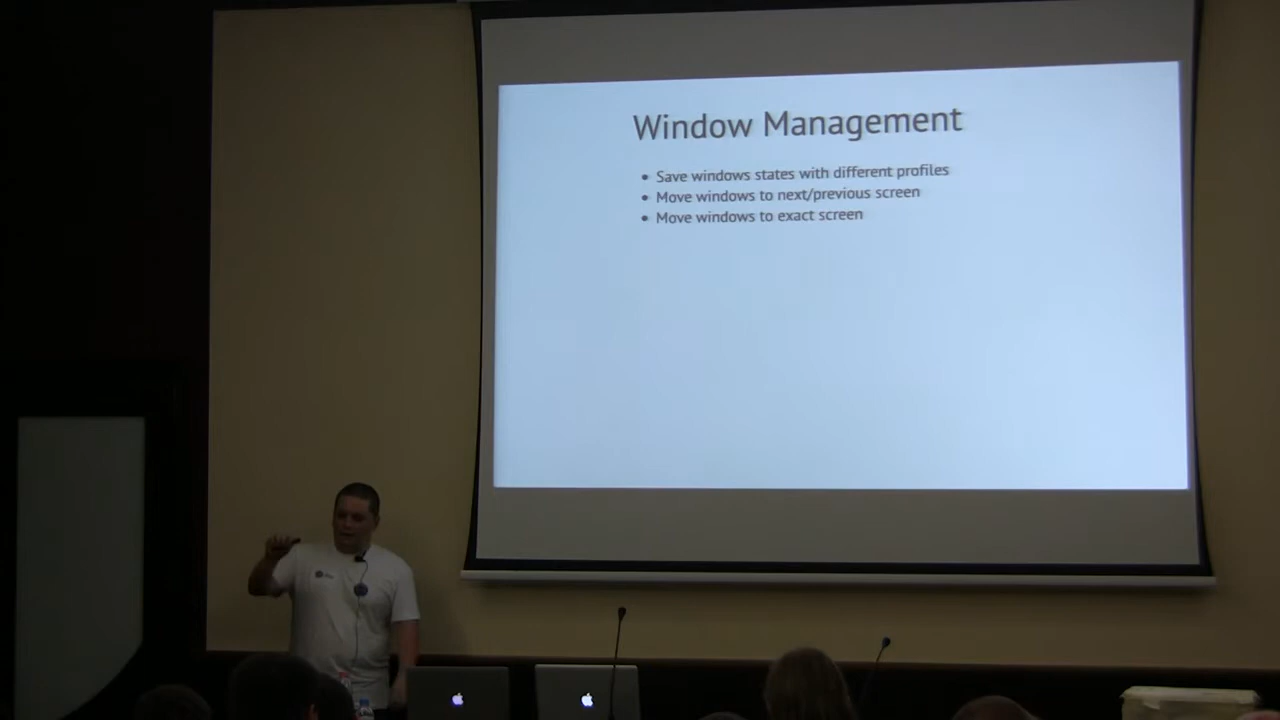 Window Management
• Save windows states with different profiles
• Move windows to next/previous screen
• Move windows to exact screen